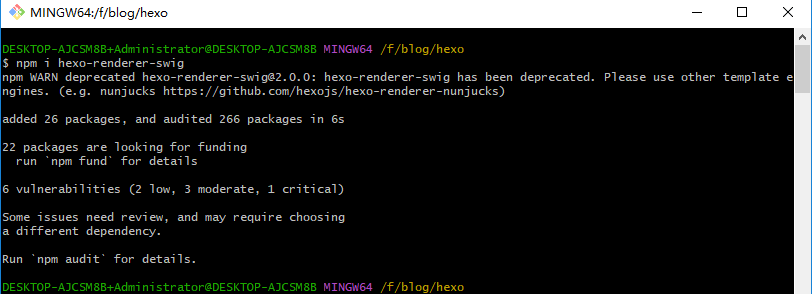 MINGW64:/f/blog/hexo
DESKTOP-AJCSM8B+Administrator@DESKTOP-AJCSM8B MINGW64 /f/blog/hexo
$ npm i hexo-renderer-swig
npm WARN deprecated hexo-renderer-swig@2.0.0: hexo-renderer-swig has been deprecated. Please use other template e
ngines. (e.g. nunjucks https://github.com/hexojs/hexo-renderer-nunjucks)
added 26 packages, and audited 266 packages in 6s
22 packages are looking for funding
  run `npm fund` for details
6 vulnerabilities (2 low, 3 moderate, 1 critical)
Some issues need review, and may require choosing
a different dependency.
Run `npm audit` for details.
DESKTOP-AJCSM8B+Administrator@DESKTOP-AJCSM8B MINGW64 /f/blog/hexo